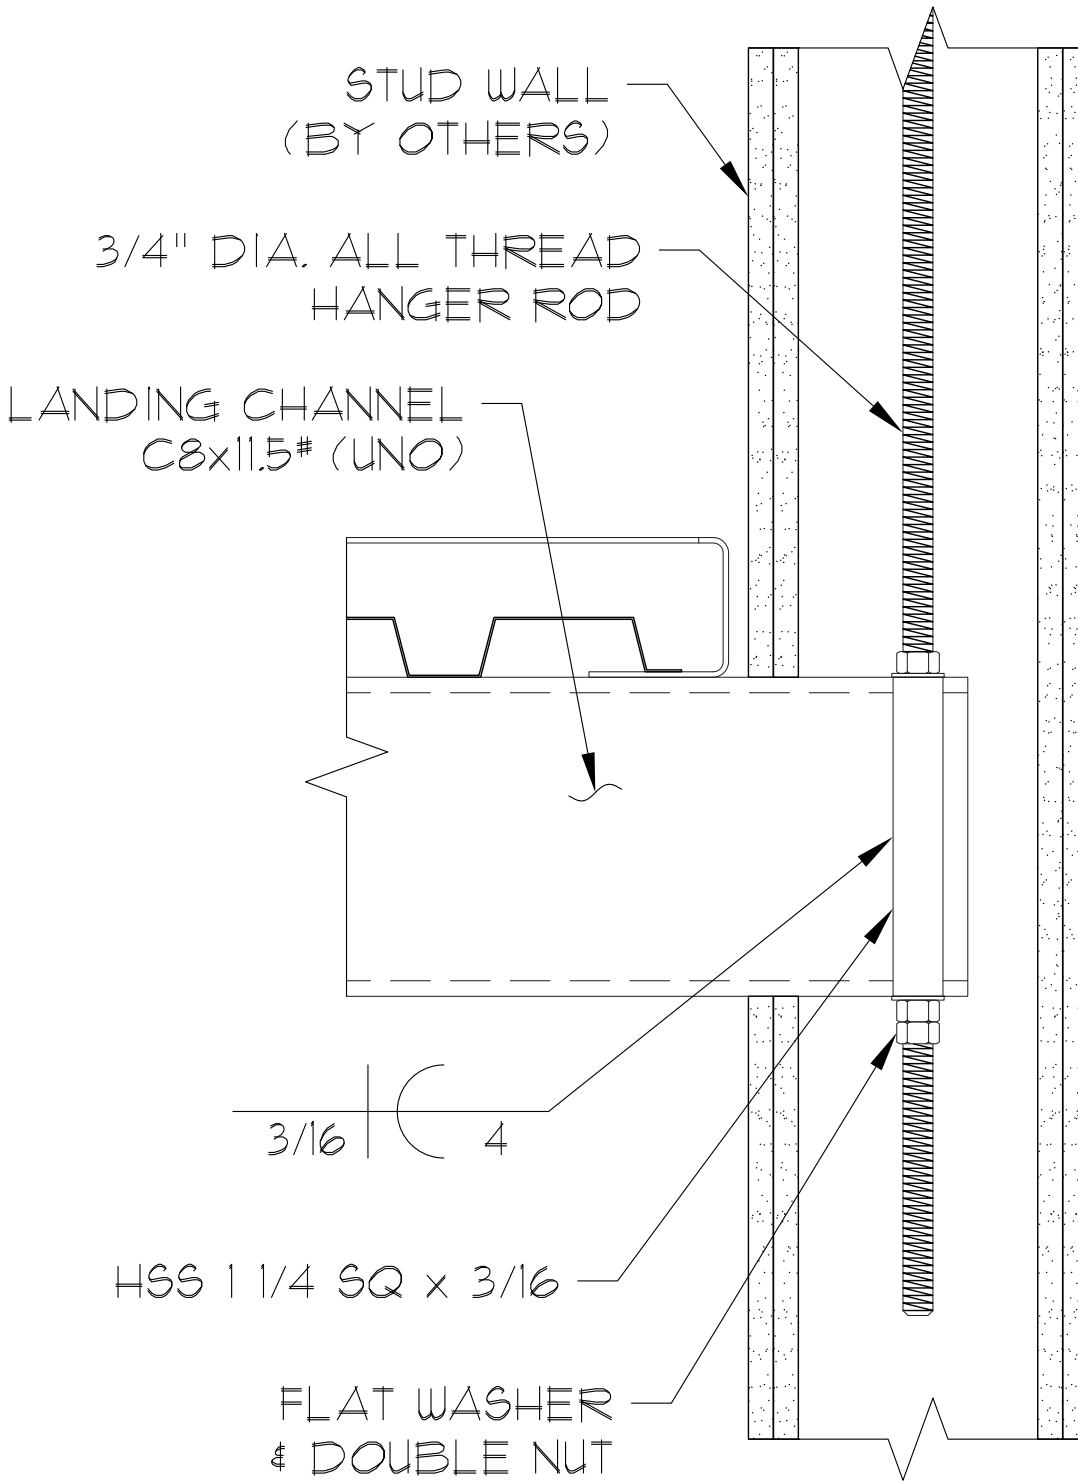 STUD WALL
(BY OTHERS)
3/4" DIA. ALL THREAD
HANGER ROD
LANDING CHANNEL
C8x11.5# (UNO)
3/16
4
HSS 1 1/4 SQ x 3/16
FLAT WASHER
& DOUBLE NUT